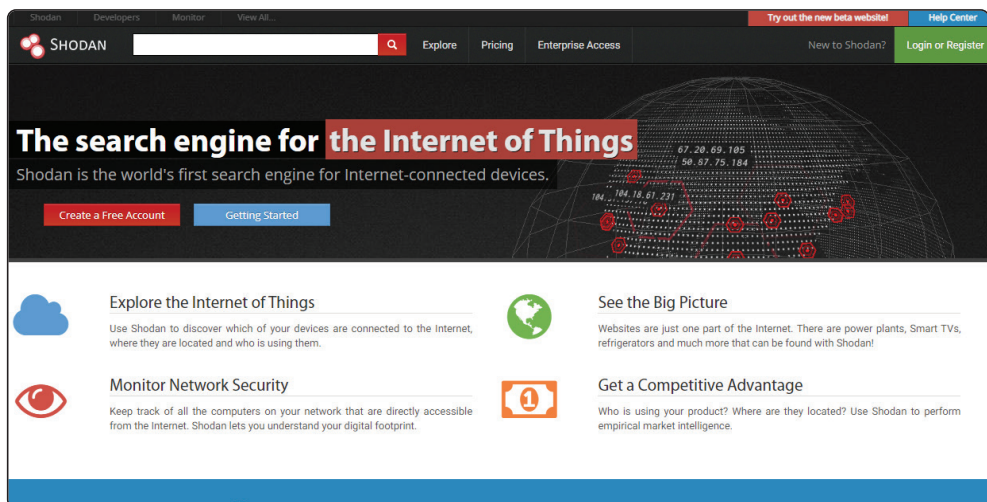 Shodan Developers Monitor View All...
Try out the new beta website! Help Center
SHODAN Explore Pricing Enterprise Access New to Shodan? Login or Register
The search engine for the Internet of Things
Shodan is the world's first search engine for Internet-connected devices.
Create a Free Account Getting Started
67.20.69.105
50.87.75.184
104.18.61.231
104.
Explore the Internet of Things
Use Shodan to discover which of your devices are connected to the Internet,
where they are located and who is using them.
See the Big Picture
Websites are just one part of the Internet. There are power plants, Smart TVs,
refrigerators and much more that can be found with Shodan!
Monitor Network Security
Keep track of all the computers on your network that are directly accessible
from the Internet. Shodan lets you understand your digital footprint.
1
Get a Competitive Advantage
Who is using your product? Where are they located? Use Shodan to perform
empirical market intelligence.